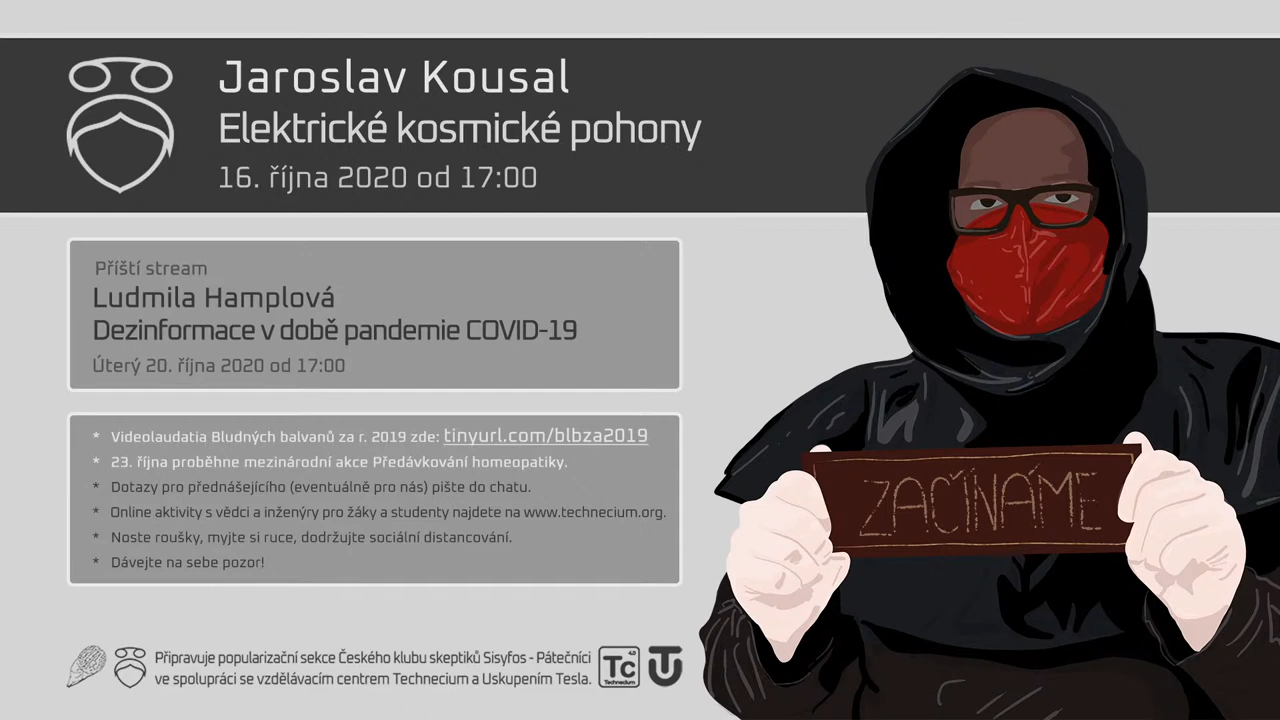 Jaroslav Kousal
Elektrické kosmické pohony
16. října 2020 od 17:00
Příští stream
Ludmila Hamplová
Dezinformace v době pandemie COVID-19
Úterý 20. října 2020 od 17:00
* Videolaudatia Bludných balvanů za r. 2019 zde: tinyurl.com/blbza2019
* 23. října proběhne mezinárodní akce Předávkování homeopatiky.
* Dotazy pro přednášejícího (eventuálně pro nás) pište do chatu.
* Online aktivity s vědci a inženýry pro žáky a studenty najdete na www.technecium.org.
* Noste roušky, myjte si ruce, dodržujte sociální distancování.
* Dávejte na sebe pozor!
ZAČÍNÁME
Připravuje popularizační sekce Českého klubu skeptiků Sisyfos - Pátečníci
ve spolupráci se vzdělávacím centrem Technecium a Uskupením Tesla.
4.0
Tc
Technecium